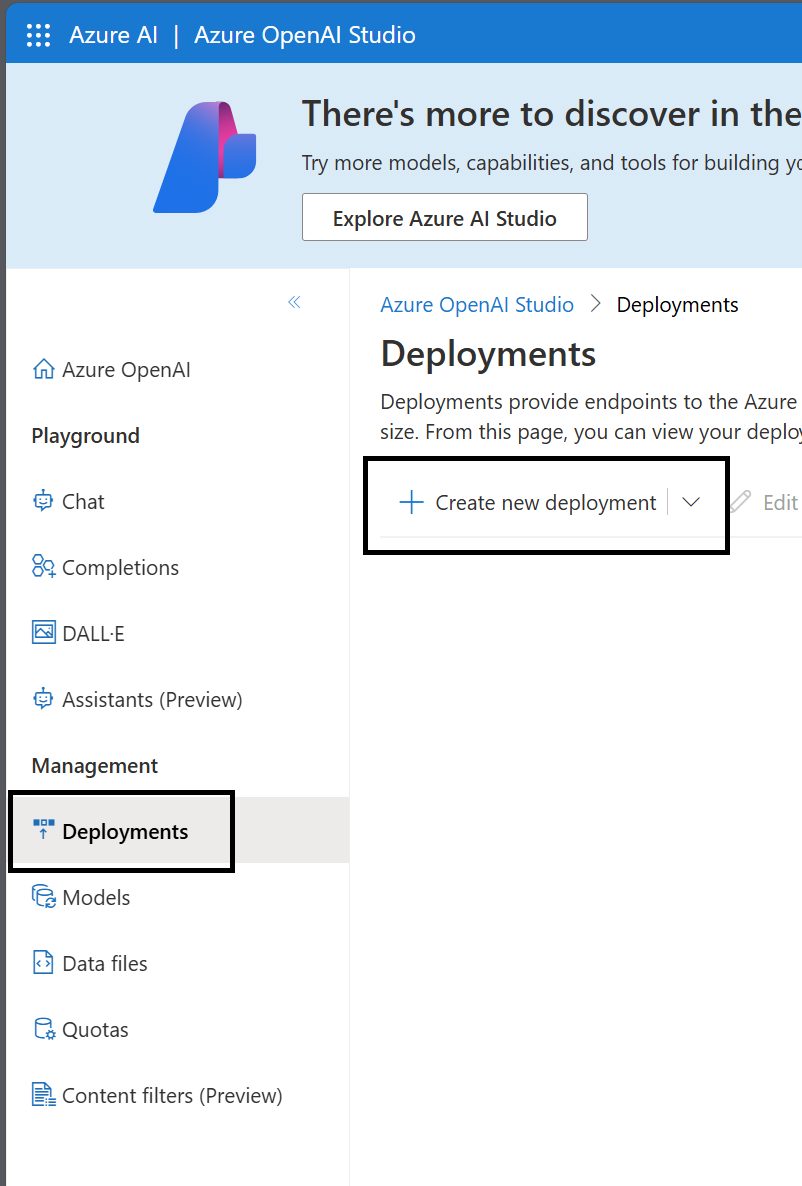 Azure AI | Azure OpenAI Studio
There's more to discover in the
Try more models, capabilities, and tools for building
Explore Azure AI Studio
Azure OpenAI Studio > Deployments
Deployments
Deployments provide endpoints to the Azure
size. From this page, you can view your
Create new deployment
Edit
Azure OpenAI
Playground
Chat
Completions
DALL·E
Assistants (Preview)
Management
Deployments
Models
Data files
Quotas
Content filters (Preview)